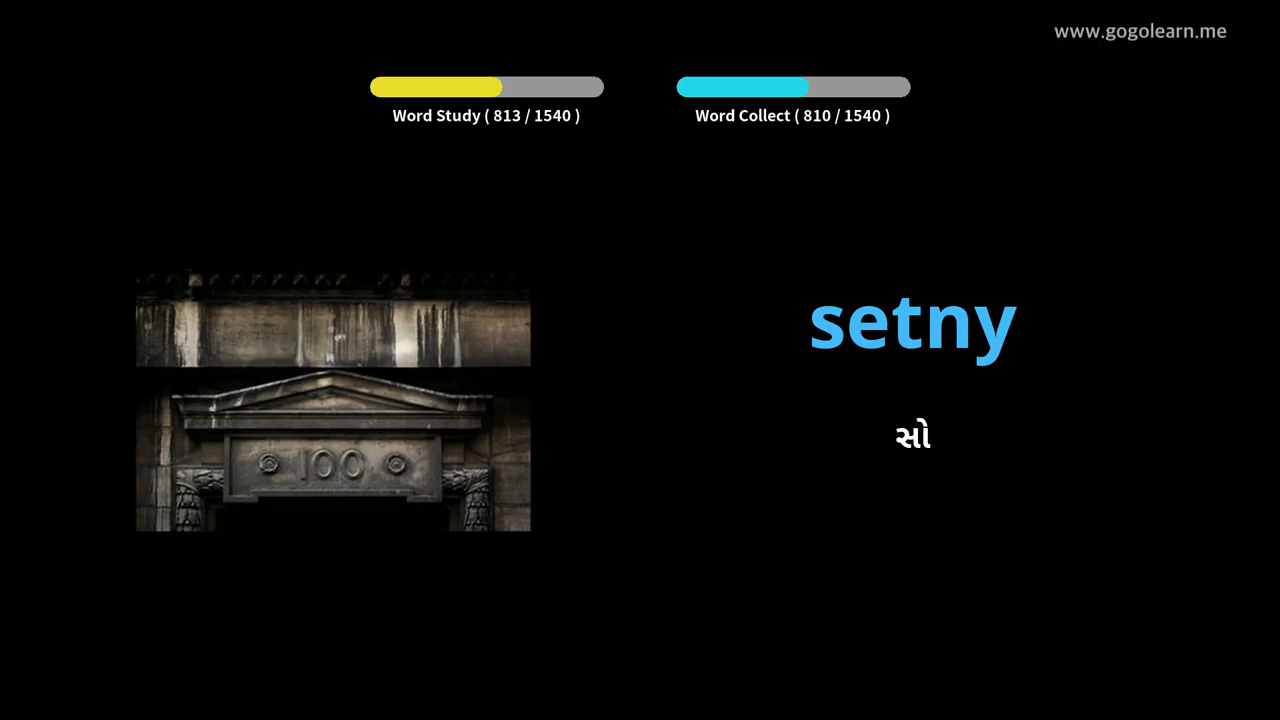 www.gogolearn.me
Word Study ( 813 / 1540 )
Word Collect ( 810 / 1540 )
setny
સો
100